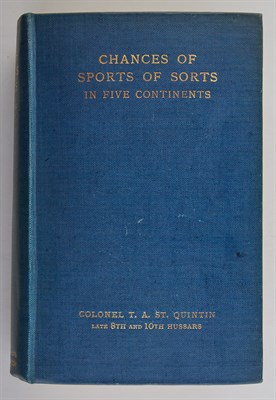 CHANCES OF
SPORTS OF SORTS
IN FIVE CONTINENTS
COLONEL T. A. ST. QUINTIN
LATE 8TH AND 10TH HUSSARS